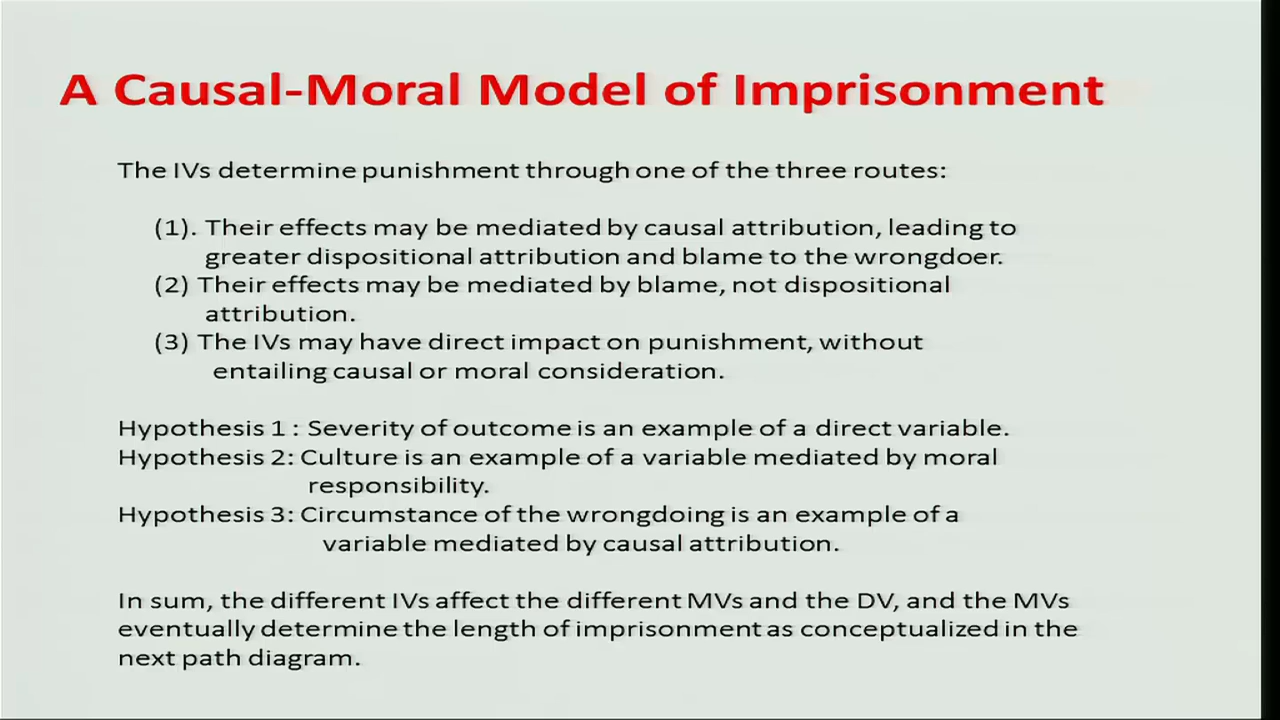 A Causal-Moral Model of Imprisonment
The IVs determine punishment through one of the three routes:
(1). Their effects may be mediated by causal attribution, leading to
greater dispositional attribution and blame to the wrongdoer.
(2) Their effects may be mediated by blame, not dispositional
attribution.
(3) The IVs may have direct impact on punishment, without
entailing causal or moral consideration.
Hypothesis 1 : Severity of outcome is an example of a direct variable.
Hypothesis 2: Culture is an example of a variable mediated by moral
responsibility.
Hypothesis 3: Circumstance of the wrongdoing is an example of a
variable mediated by causal attribution.
In sum, the different IVs affect the different MVs and the DV, and the MVs
eventually determine the length of imprisonment as conceptualized in the
next path diagram.